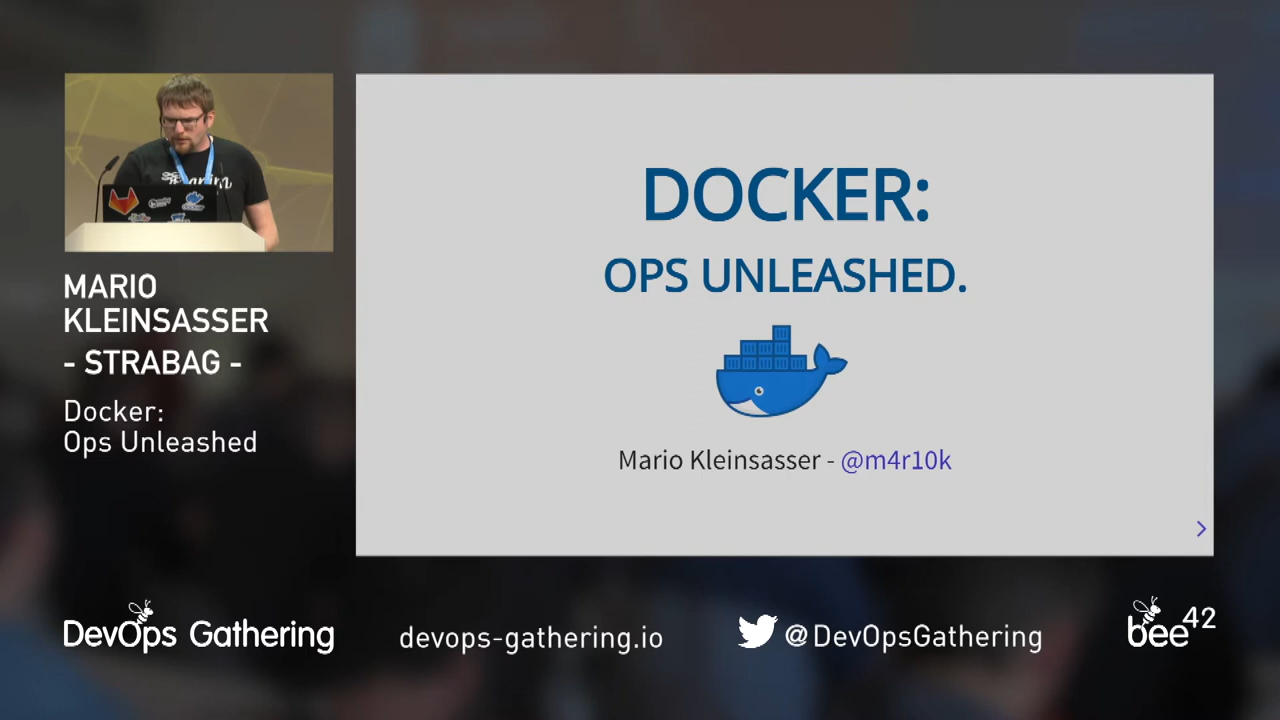 MARIO
KLEINSASSER
- STRABAG -
Docker:
Ops Unleashed
DOCKER:
OPS UNLEASHED.
Mario Kleinsasser - @m4r10k
DevOps Gathering
devops-gathering.io
@DevOpsGathering
bee42